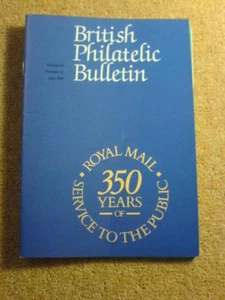 British
Philatelic
Bulletin
ROYAL MAIL
350
YEARS
OF
SERVICE TO THE PUBLIC